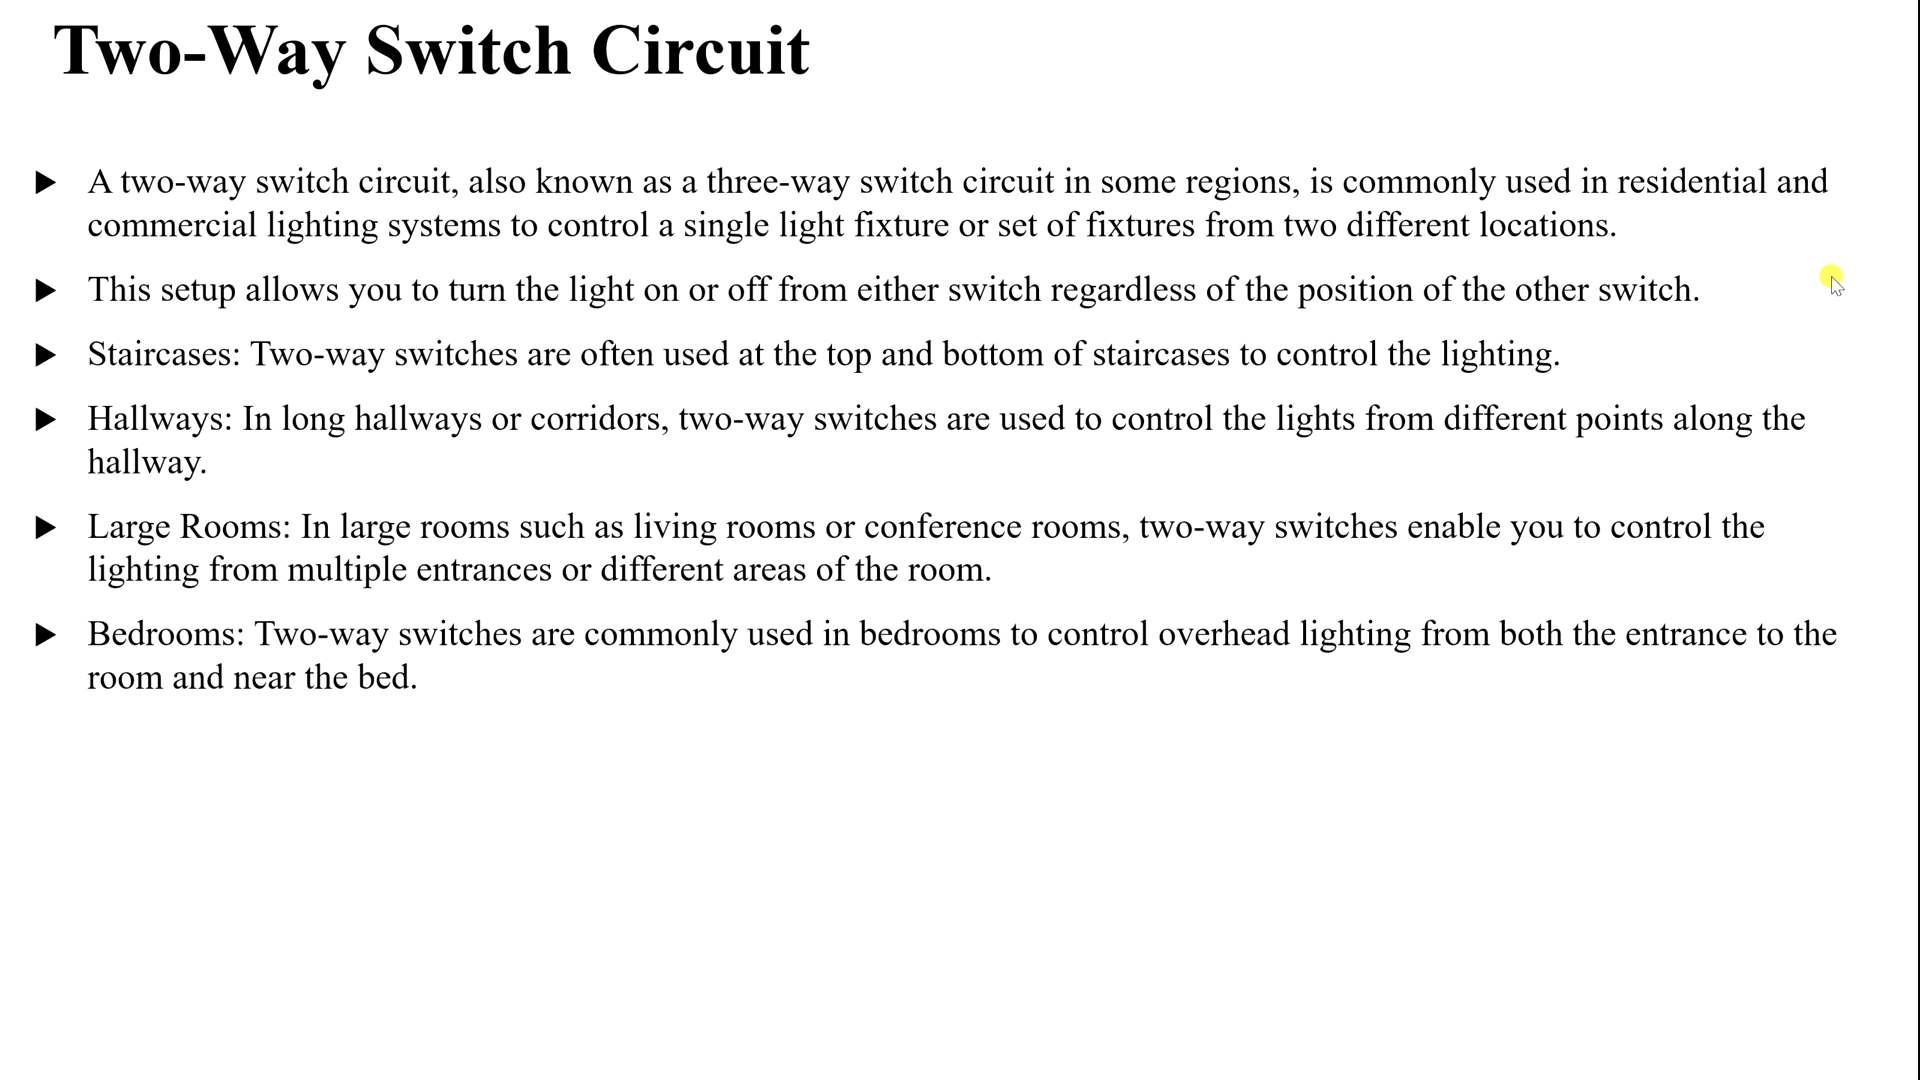 Two-Way Switch Circuit
A two-way switch circuit, also known as a three-way switch circuit in some regions, is commonly used in residential and
commercial lighting systems to control a single light fixture or set of fixtures from two different locations.
This setup allows you to turn the light on or off from either switch regardless of the position of the other switch.
Staircases: Two-way switches are often used at the top and bottom of staircases to control the lighting.
Hallways: In long hallways or corridors, two-way switches are used to control the lights from different points along the
hallway.
Large Rooms: In large rooms such as living rooms or conference rooms, two-way switches enable you to control the
lighting from multiple entrances or different areas of the room.
Bedrooms: Two-way switches are commonly used in bedrooms to control overhead lighting from both the entrance to the
room and near the bed.